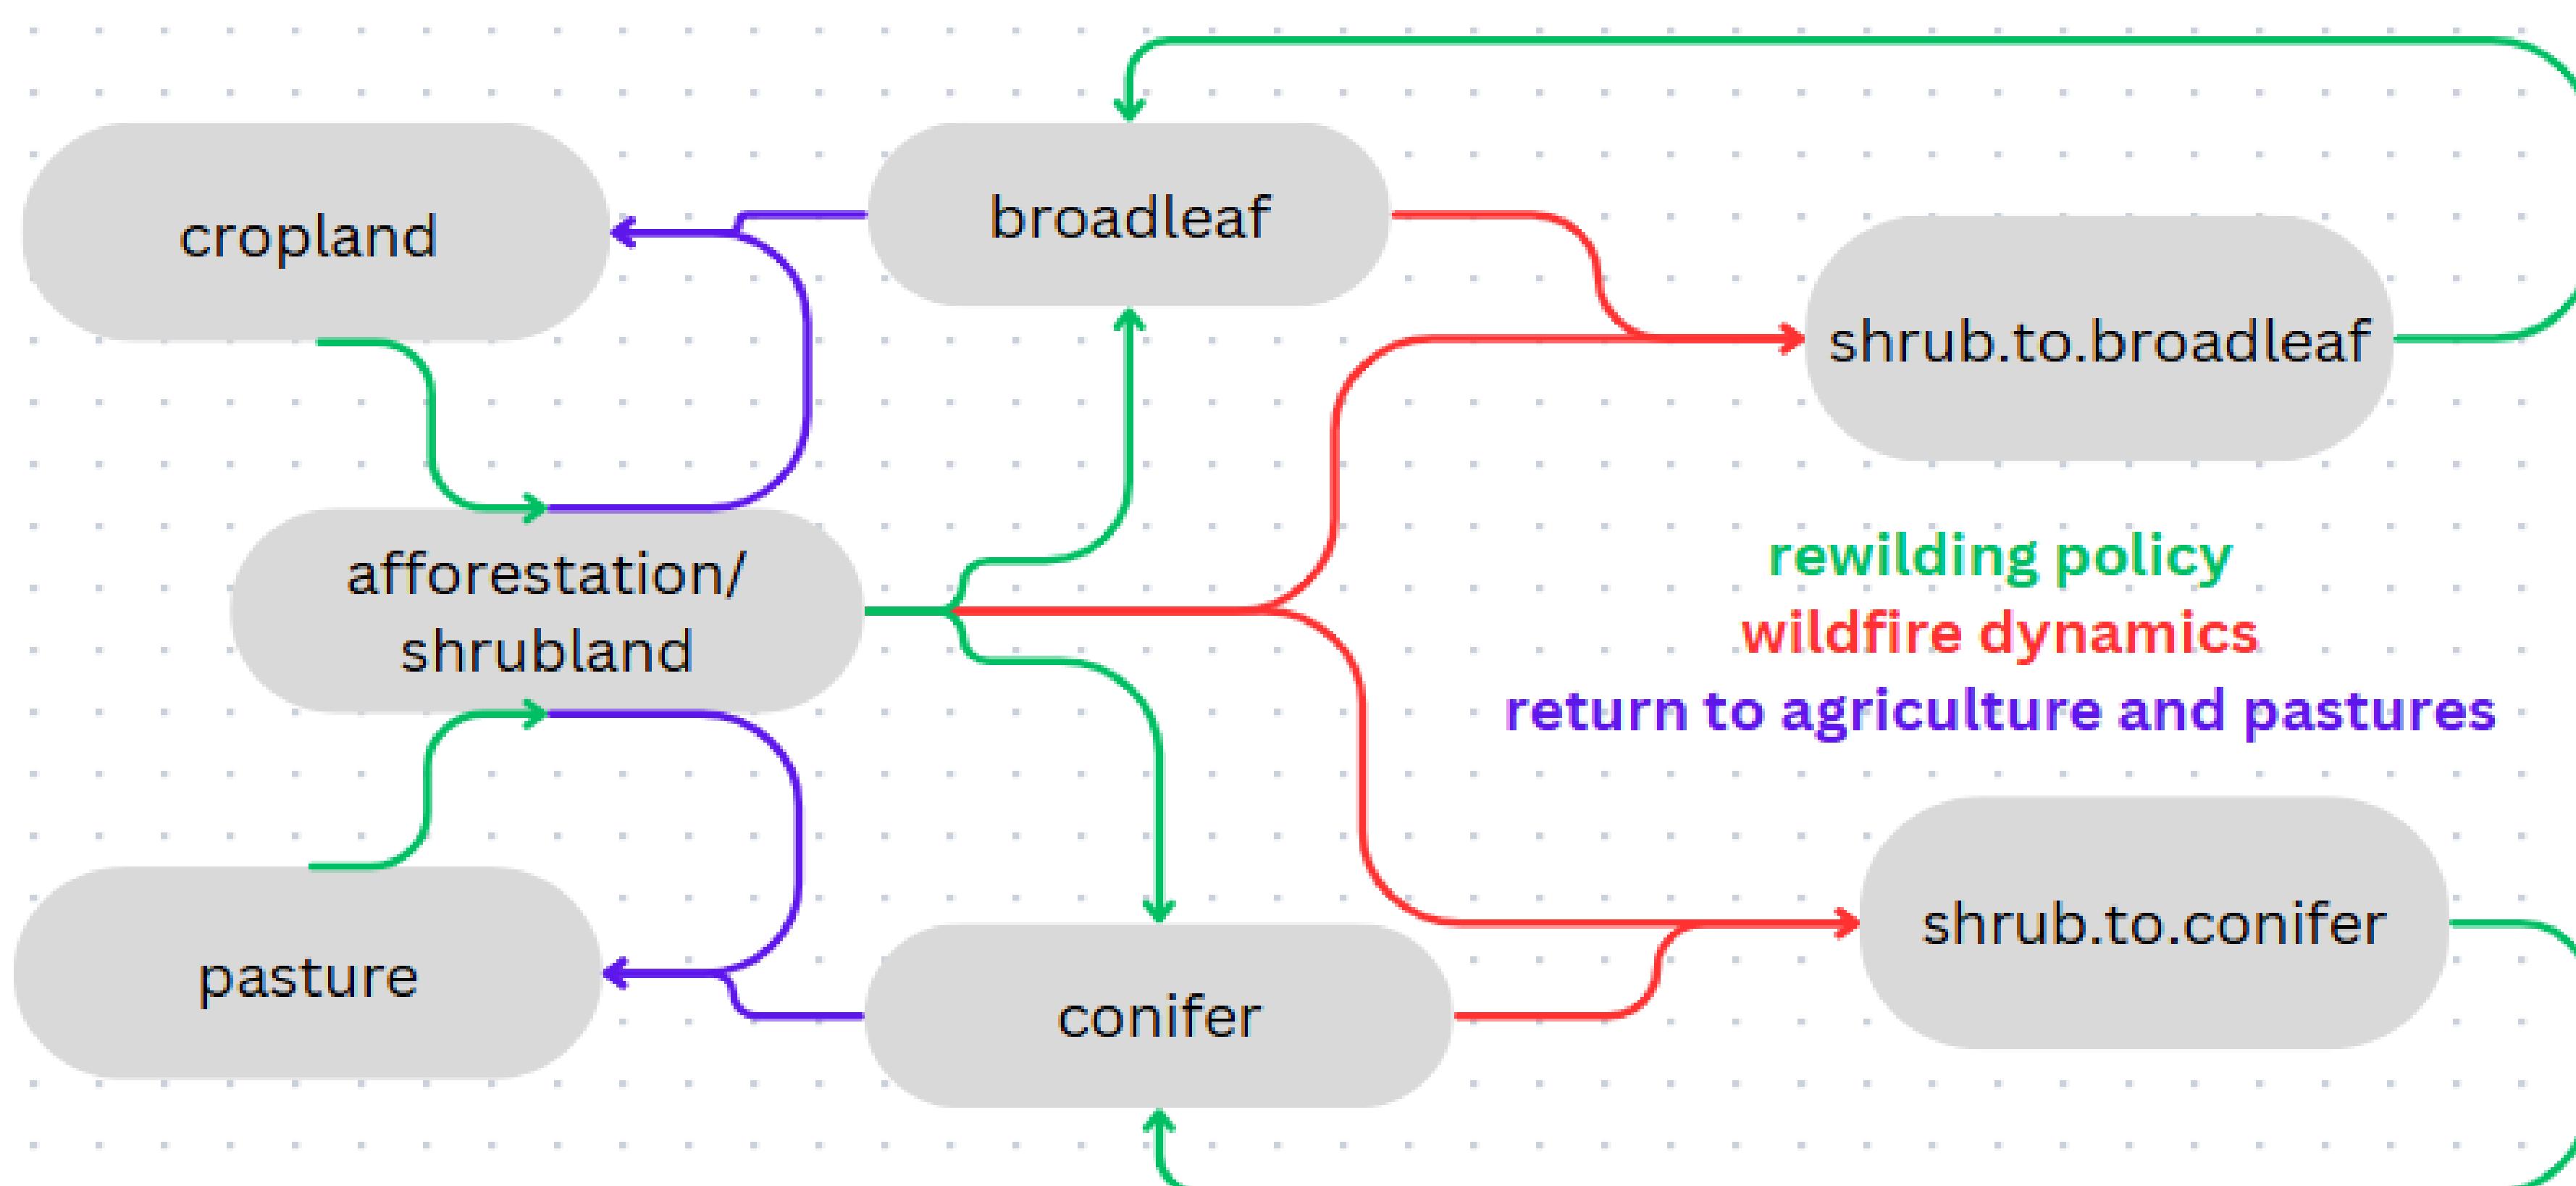 cropland
broadleaf
shrub.to.broadleaf
afforestation/
shrubland
rewilding policy
wildfire dynamics
return to agriculture and pastures
pasture
conifer
shrub.to.conifer